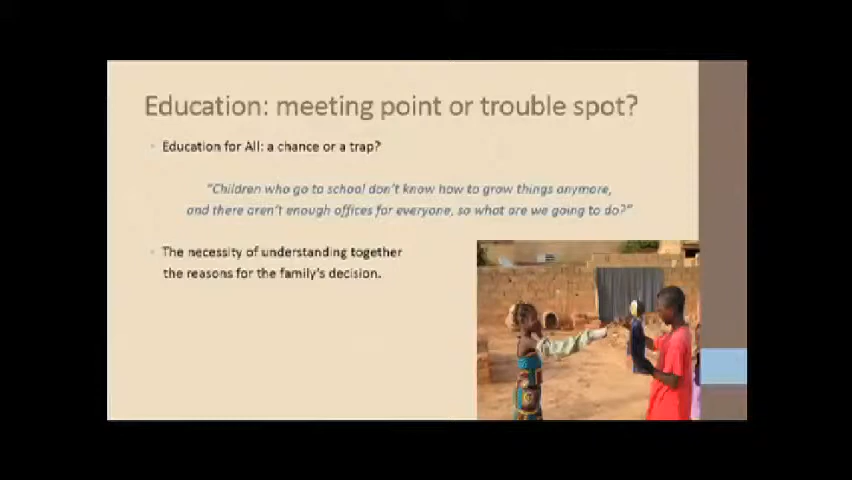 Education: meeting point or trouble spot?
Education for All: a chance or a trap?
"Children who go to school don't know how to grow things anymore,
and there aren't enough offices for everyone, so what are we going to do?"
The necessity of understanding together
the reasons for the family's decision.